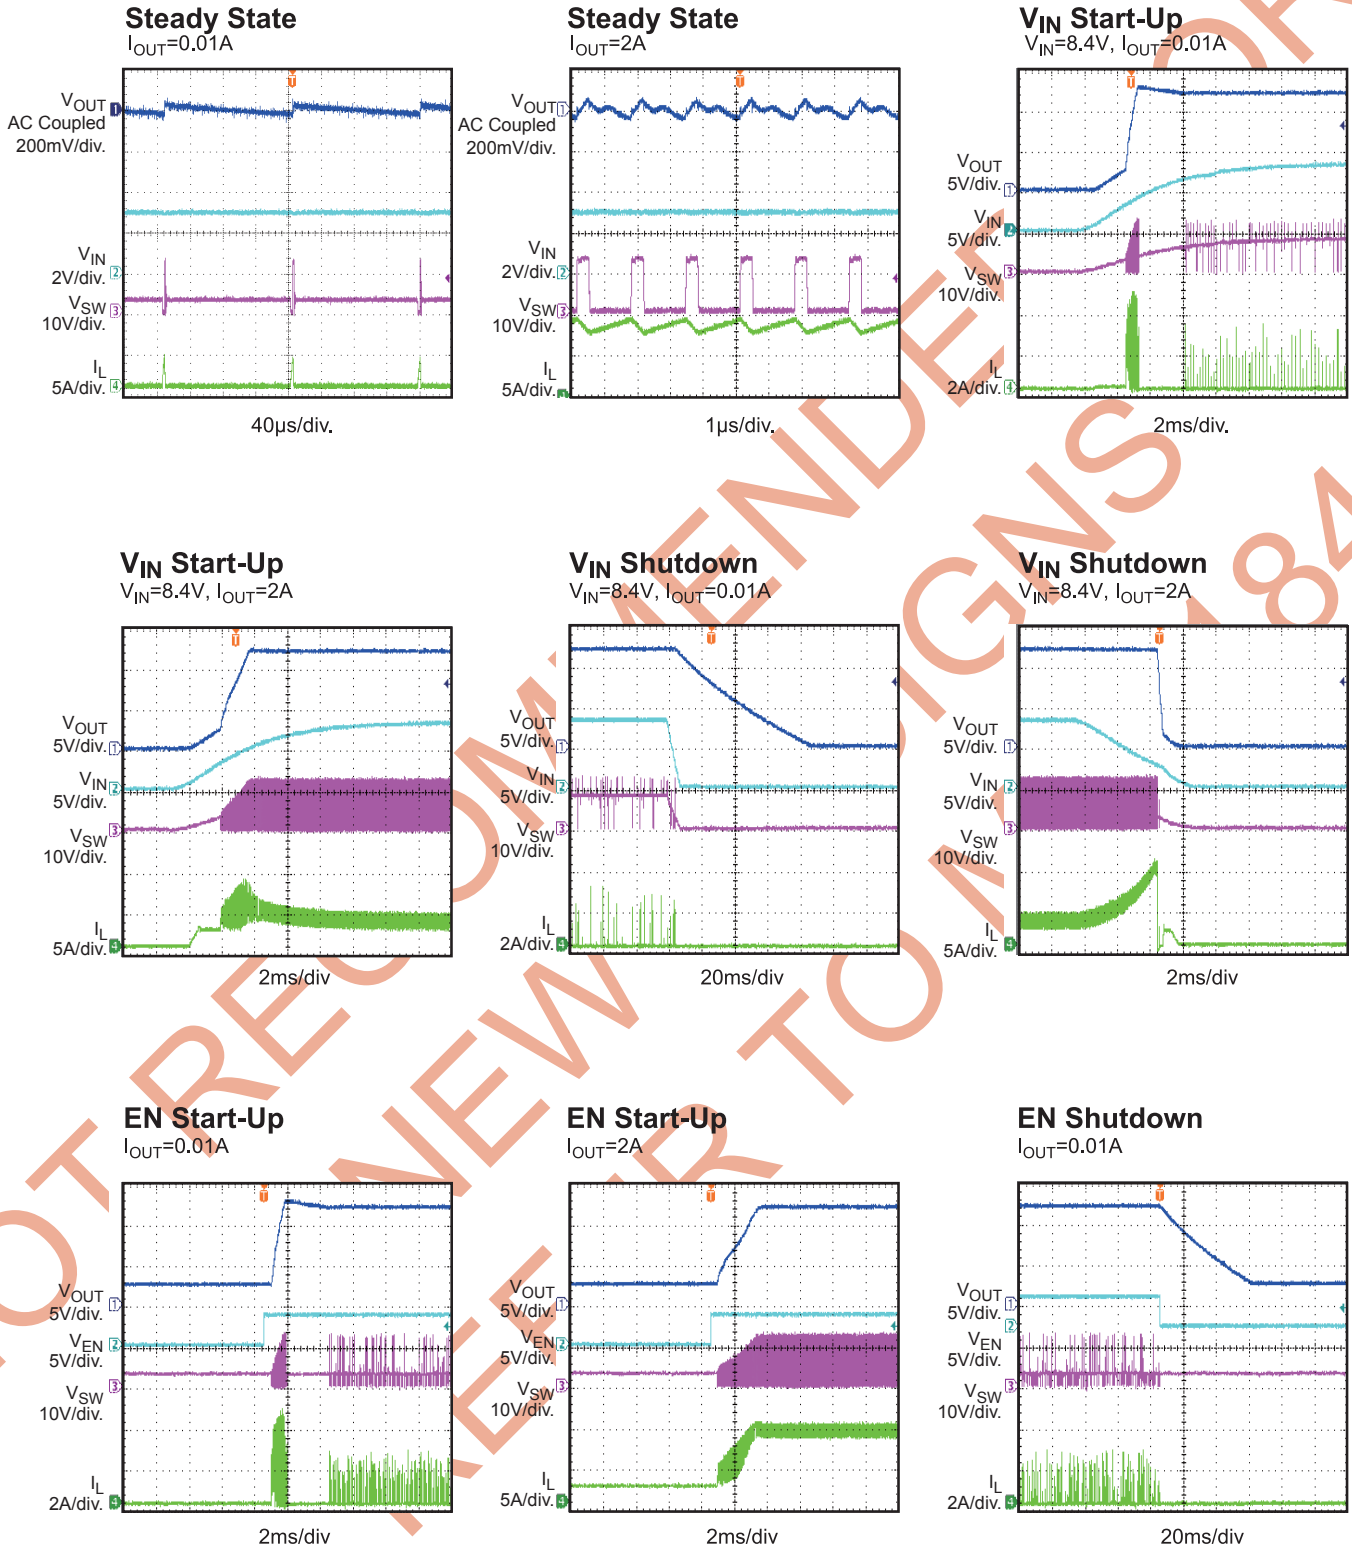 Steady State
IOUT=0.01A
VOUT
AC Coupled
200mV/div.
VIN
2V/div.
VSW
10V/div.
IL
5A/div.
40µs/div.
Steady State
IOUT=2A
VOUT
AC Coupled
200mV/div.
VIN
2V/div.
VSW
10V/div.
IL
5A/div.
1µs/div.
VIN Start-Up
VIN=8.4V, IOUT=0.01A
VOUT
5V/div.
VIN
5V/div.
VSW
10V/div.
IL
2A/div.
2ms/div.
VIN Start-Up
VIN=8.4V, IOUT=2A
VOUT
5V/div.
VIN
5V/div.
VSW
10V/div.
IL
5A/div.
2ms/div
VIN Shutdown
VIN=8.4V, IOUT=0.01A
VOUT
5V/div.
VIN
5V/div.
VSW
10V/div.
IL
2A/div.
20ms/div
VIN Shutdown
VIN=8.4V, IOUT=2A
VOUT
5V/div.
VIN
5V/div.
VSW
10V/div.
IL
5A/div.
2ms/div
EN Start-Up
IOUT=0.01A
VOUT
5V/div.
VEN
5V/div.
VSW
10V/div.
IL
2A/div.
2ms/div
EN Start-Up
IOUT=2A
VOUT
5V/div.
VEN
5V/div.
VSW
10V/div.
IL
5A/div.
2ms/div
EN Shutdown
IOUT=0.01A
VOUT
5V/div.
VEN
5V/div.
VSW
10V/div.
IL
2A/div.
20ms/div